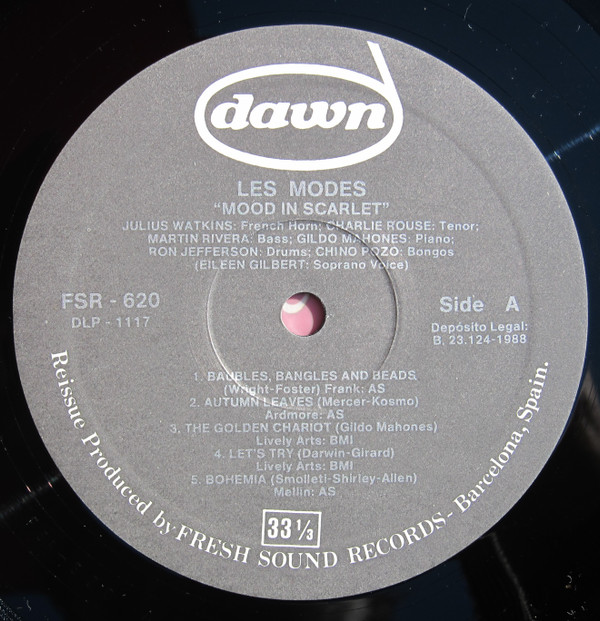 dawn
LES MODES
"MOOD IN SCARLET"
JULIUS WATKINS: French Horn; CHARLIE ROUSE: Tenor;
MARTIN RIVERA: Bass; GILDO MAHONES: Piano;
RON JEFFERSON: Drums; CHINO POZO: Bongos
(EILEEN GILBERT: Soprano Voice)
FSR - 620
DLP - 1117
Side A
Depósito Legal:
B. 23.124-1988
1. BAUBLES, BANGLES AND BEADS
(Wright-Foster) Frank: AS
2. AUTUMN LEAVES (Mercer-Kosmo)
Ardmore: AS
3. THE GOLDEN CHARIOT (Gildo Mahones)
Lively Arts: BMI
4. LET'S TRY (Darwin-Girard)
Lively Arts: BMI
5. BOHEMIA (Smolletl-Shirley-Allen)
Mellin: AS
33 1/3
Reissue Produced by FRESH SOUND RECORDS - Barcelona, Spain.